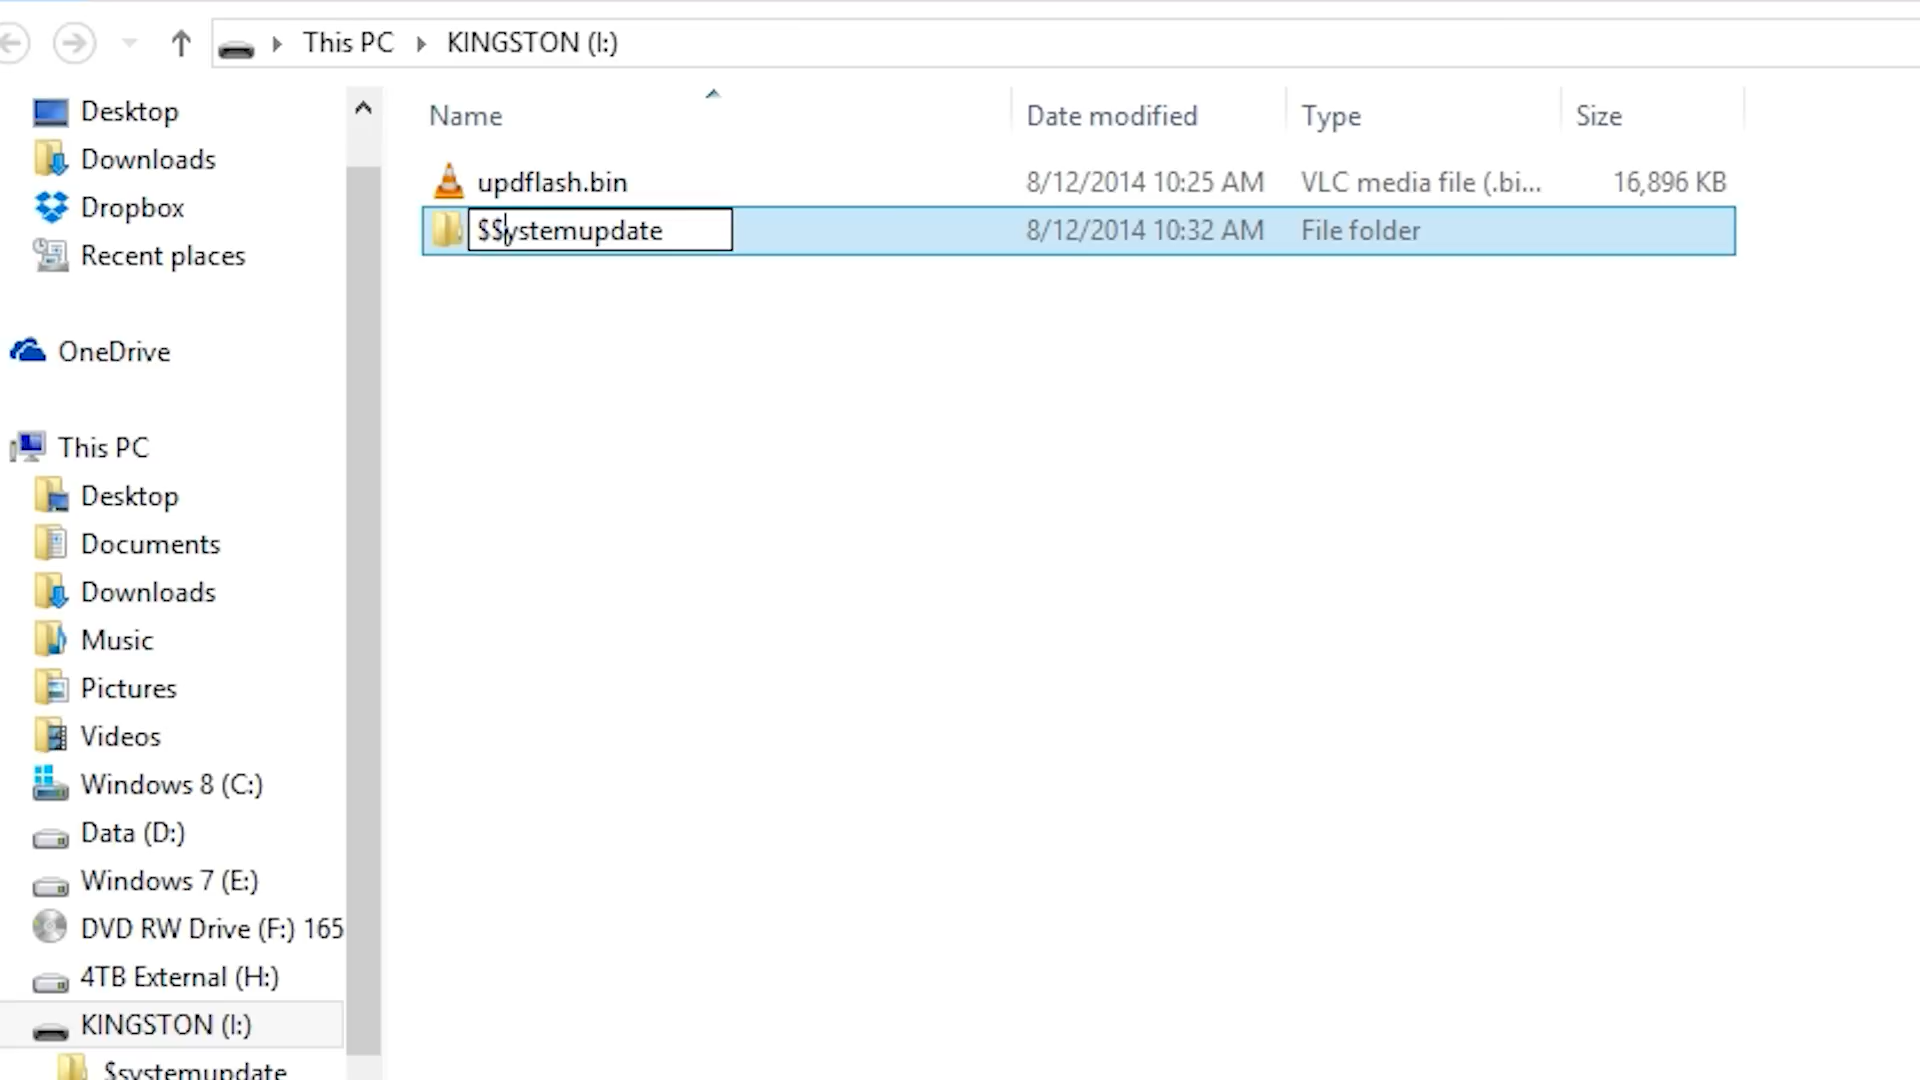 This PC KINGSTON (I:)
Desktop
Downloads
Dropbox
Recent places
OneDrive
This PC
Desktop
Documents
Downloads
Music
Pictures
Videos
Windows 8 (C:)
Data (D:)
Windows 7 (E:)
DVD RW Drive (F:) 165
4TB External (H:)
KINGSTON (I:)
$systemupdate
Name Date modified Type Size
updflash.bin 8/12/2014 10:25 AM VLC media file (.bi... 16,896 KB
$$ystemupdate 8/12/2014 10:32 AM File folder